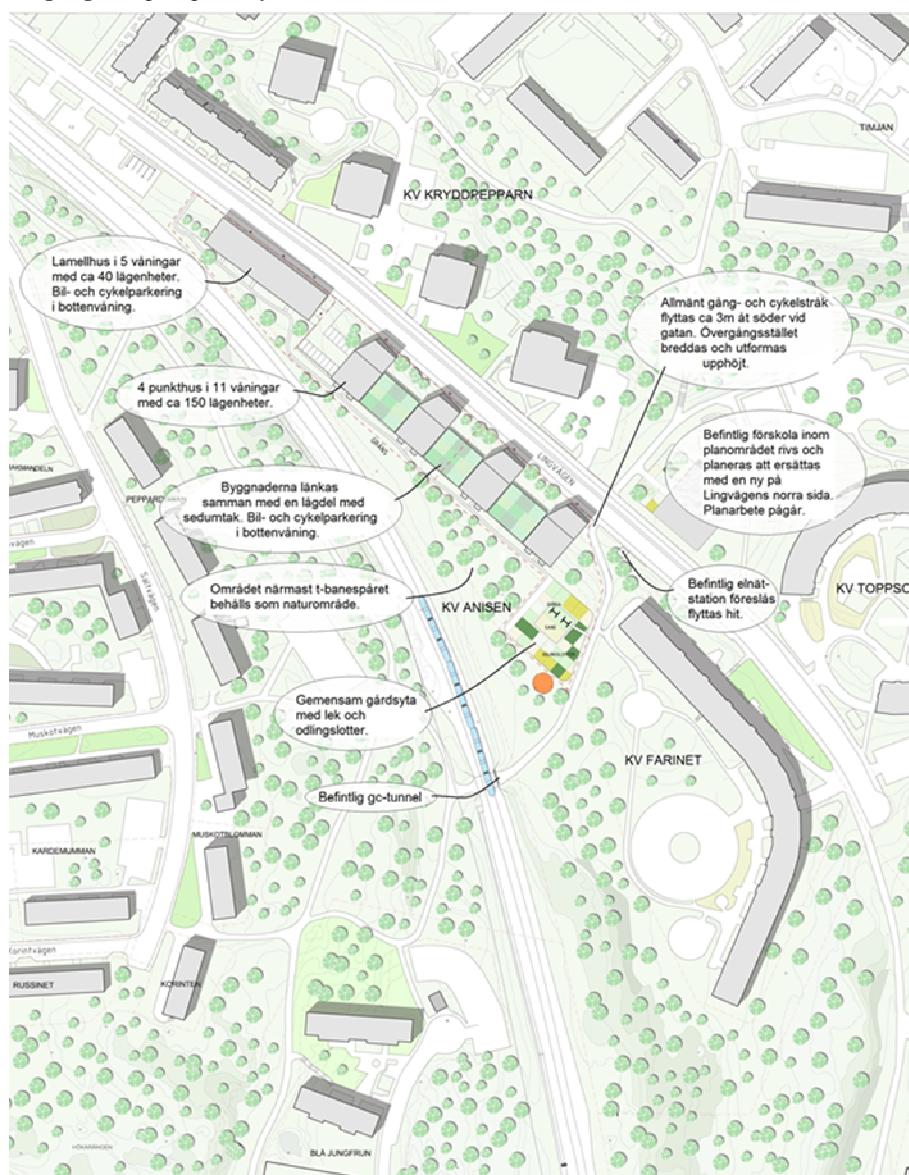 TIMJAN
KV KRYDDPEPPARN
Lamellhus i 5 våningar
med ca 40 lägenheter.
Bil- och cykelparkering
i bottenvåning.
Allmänt gång- och cykelstråk
flyttas ca 3m åt söder vid
gatan. Övergångsstället
breddas och utformas
upphöjt.
4 punkthus i 11 våningar
med ca 150 lägenheter.
Befintlig förskola inom
planområdet rivs och
planeras att ersättas
med en ny på
Lingvägens norra sida.
Planarbete pågår.
LINGVÄGEN
Byggnaderna länkas
samman med en lågdel med
sedumtak. Bil- och cykelparkering
i bottenvåning.
Området närmast t-banespåret
behålls som naturområde.
KV ANISEN
Befintlig elnät-
station föreslås
flyttas hit.
KV TOPPSO
Gemensam gårdsyta
med lek och
odlingslotter.
Muskötvägen
KV FARINET
Befintlig gc-tunnel
MUSKOTBLOMMAN
KARDEMUMMAN
Korintvägen
RUSSINET
KORINTEN
BLÅ JUNGFRUN